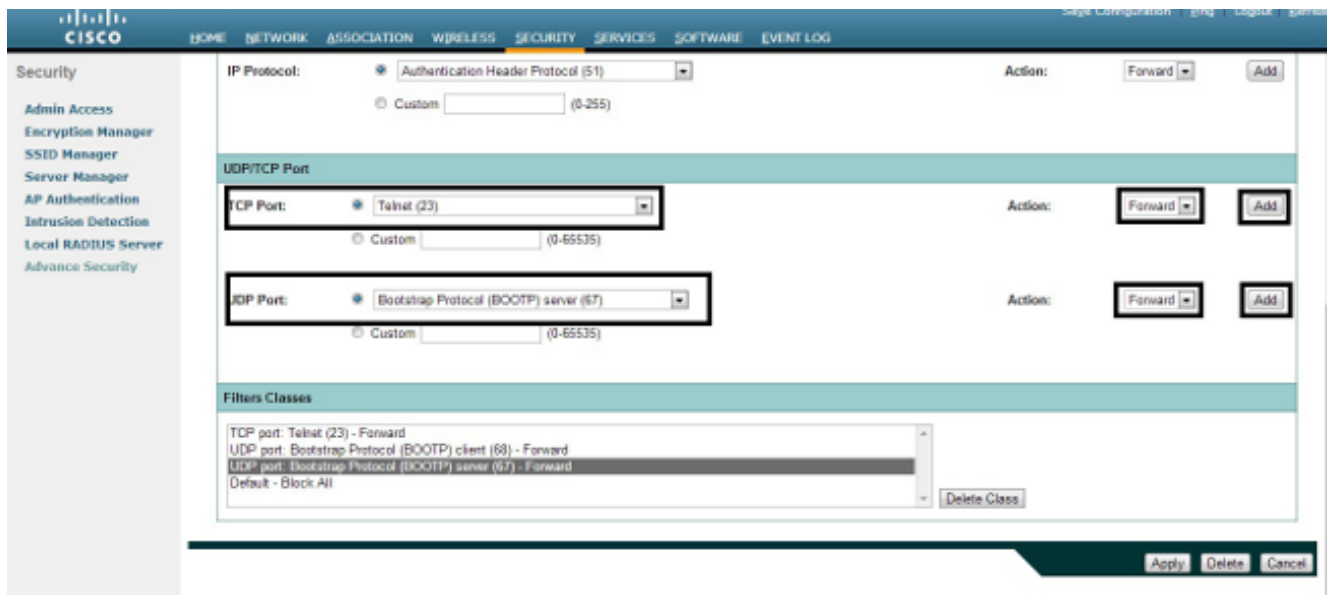 Save Configuration Ping Logout Refresh
CISCO HOME NETWORK ASSOCIATION WIRELESS SECURITY SERVICES SOFTWARE EVENT LOG
Security
Admin Access
Encryption Manager
SSID Manager
Server Manager
AP Authentication
Intrusion Detection
Local RADIUS Server
Advance Security
IP Protocol: Authentication Header Protocol (51) Action: Forward Add
Custom (0-255)
UDP/TCP Port
TCP Port: Telnet (23) Action: Forward Add
Custom (0-65535)
UDP Port: Bootstrap Protocol (BOOTP) server (67) Action: Forward Add
Custom (0-65535)
Filters Classes
TCP port: Telnet (23) - Forward
UDP port: Bootstrap Protocol (BOOTP) client (68) - Forward
UDP port: Bootstrap Protocol (BOOTP) server (67) - Forward
Default - Block All
Delete Class
Apply Delete Cancel